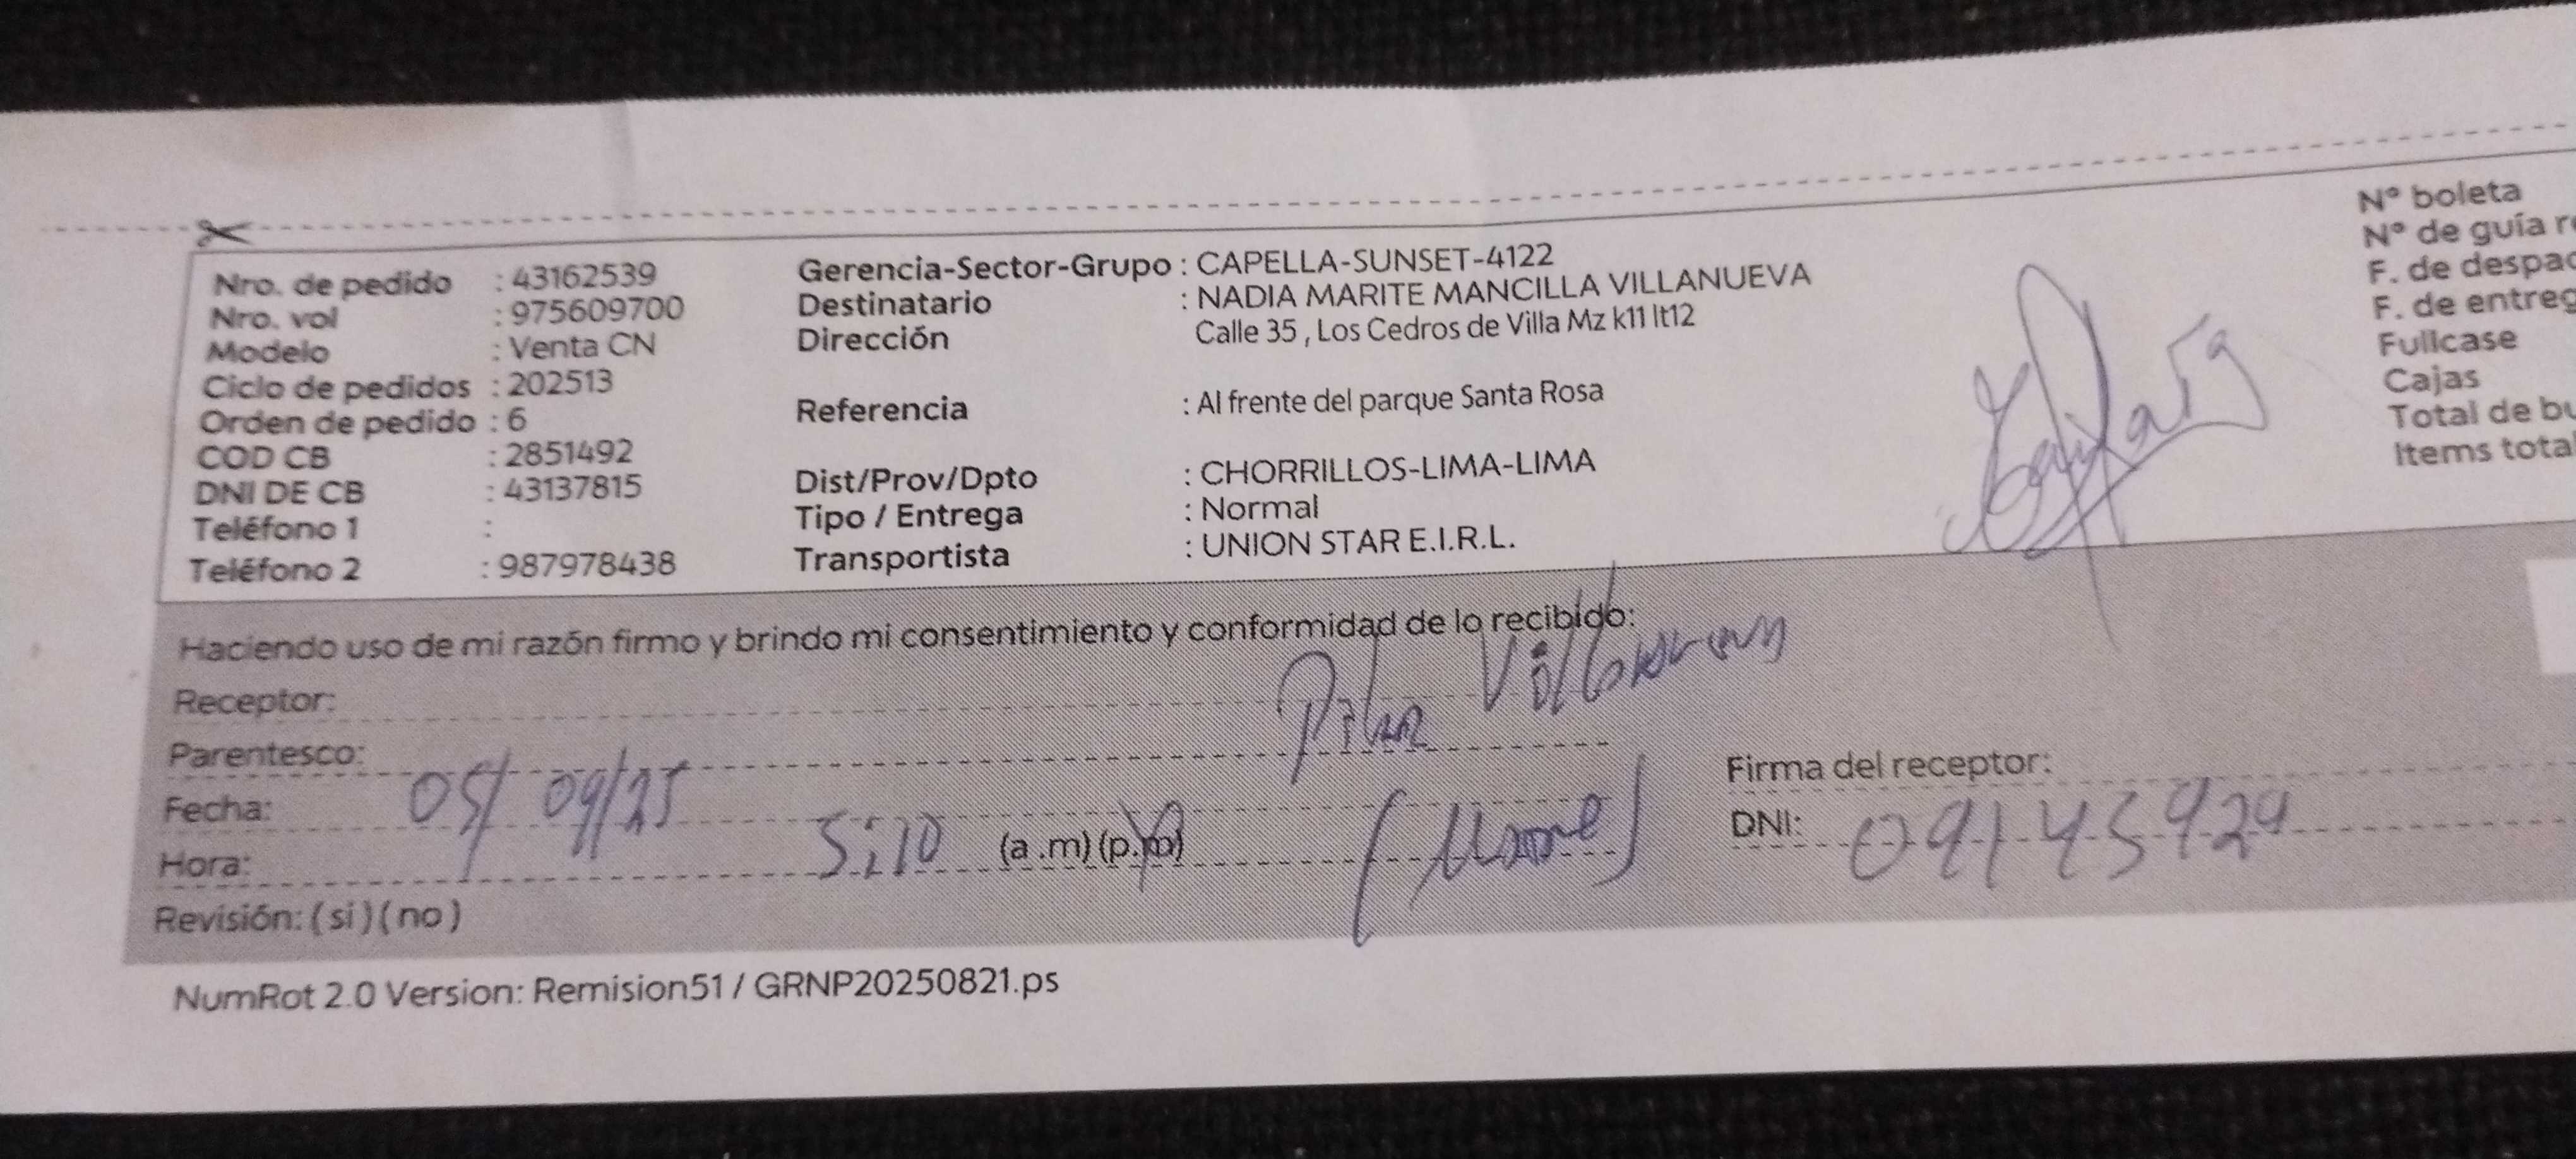 Nro. de pedido : 43162539
Nro. vol : 975609700
Modelo : Venta CN
Ciclo de pedidos : 202513
Orden de pedido : 6
COD CB : 2851492
DNI DE CB : 43137815
Teléfono 1 :
Teléfono 2 : 987978438
Gerencia-Sector-Grupo : CAPELLA-SUNSET-4122
Destinatario : NADIA MARITE MANCILLA VILLANUEVA
Dirección Calle 35 , Los Cedros de Villa Mz k11 lt12
Referencia : Al frente del parque Santa Rosa
Dist/Prov/Dpto : CHORRILLOS-LIMA-LIMA
Tipo / Entrega : Normal
Transportista : UNION STAR E.I.R.L.
N° boleta
N° de guía
F. de
F. de
Fullcase
Cajas
Total de
Items
Haciendo uso de mi razón firmo y brindo mi consentimiento y conformidad de lo recibido:
Receptor:
Parentesco:
Fecha: 05/09/25
Hora: 5:10 (a .m) (p.m)
Revisión: ( si ) ( no )
Firma del receptor:
DNI:
NumRot 2.0 Version: Remision51 / GRNP20250821.ps